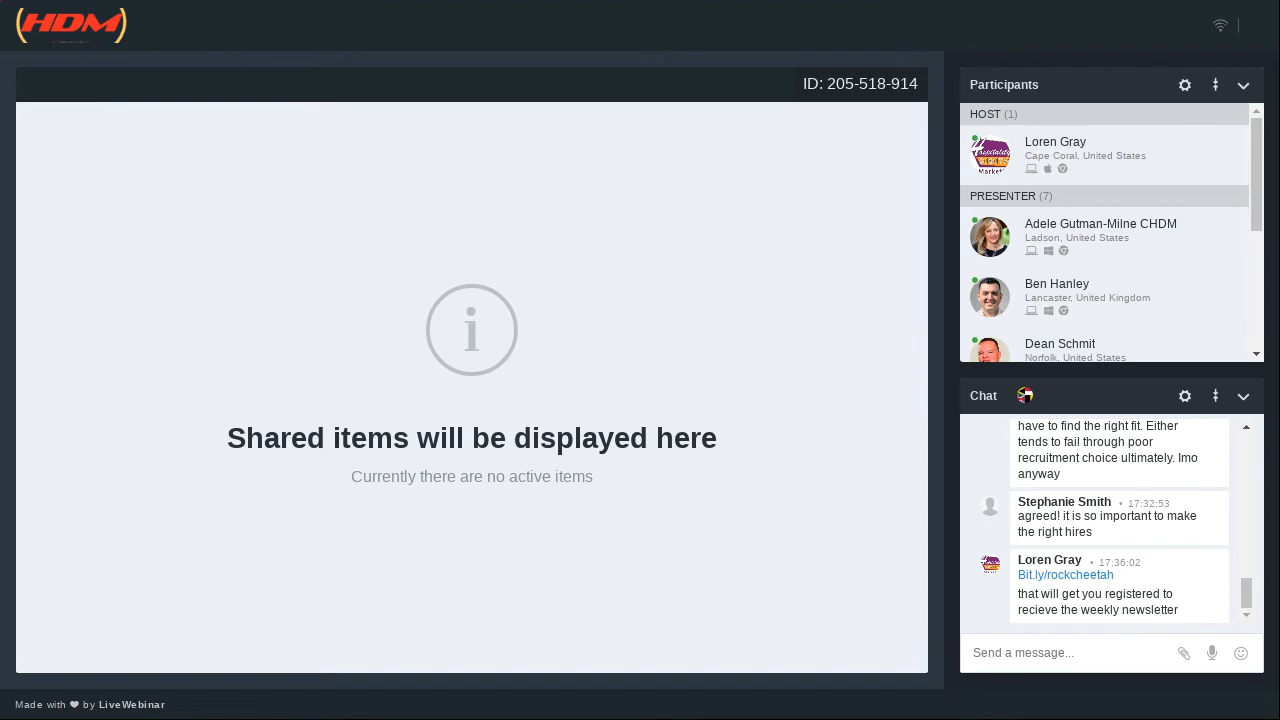 (HDM)
ID: 205-518-914
Shared items will be displayed here
Currently there are no active items
Participants
HOST (1)
Loren Gray
Cape Coral, United States
PRESENTER (7)
Adele Gutman-Milne CHDM
Ladson, United States
Ben Hanley
Lancaster, United Kingdom
Dean Schmit
Norfolk, United States
Chat
have to find the right fit. Either
tends to fail through poor
recruitment choice ultimately. Imo
anyway
Stephanie Smith • 17:32:53
agreed! it is so important to make
the right hires
Loren Gray • 17:36:02
Bit.ly/rockcheetah
that will get you registered to
recieve the weekly newsletter
Send a message...
Made with ❤ by LiveWebinar